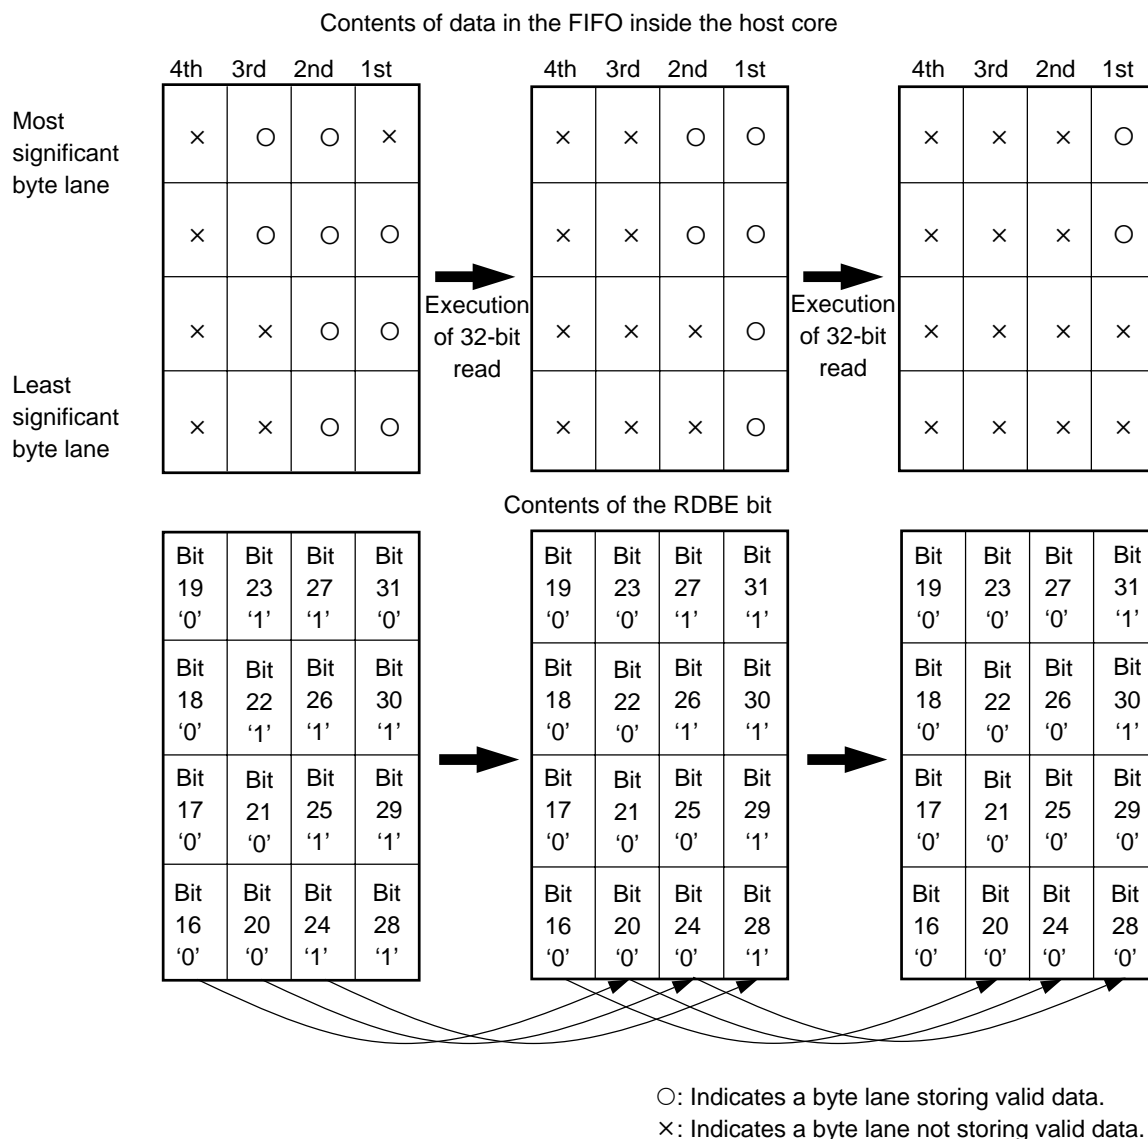 Contents of data in the FIFO inside the host core
4th 3rd 2nd 1st 4th 3rd 2nd 1st 4th 3rd 2nd 1st
Most
significant
byte lane
× ○ ○ × × × ○ ○ × × × ○
× ○ ○ ○ × × ○ ○ × × × ○
Execution
of 32-bit
read
Execution
of 32-bit
read
× × ○ ○ × × × ○ × × × ×
Least
significant
byte lane
× × ○ ○ × × × ○ × × × ×
Contents of the RDBE bit
Bit Bit Bit Bit Bit Bit Bit Bit Bit Bit Bit Bit
19 23 27 31 19 23 27 31 19 23 27 31
‘0’ ‘1’ ‘1’ ‘0’ ‘0’ ‘0’ ‘1’ ‘1’ ‘0’ ‘0’ ‘0’ ‘1’
Bit Bit Bit Bit Bit Bit Bit Bit Bit Bit Bit Bit
18 22 26 30 18 22 26 30 18 22 26 30
‘0’ ‘1’ ‘1’ ‘1’ ‘0’ ‘0’ ‘1’ ‘1’ ‘0’ ‘0’ ‘0’ ‘1’
Bit Bit Bit Bit Bit Bit Bit Bit Bit Bit Bit Bit
17 21 25 29 17 21 25 29 17 21 25 29
‘0’ ‘0’ ‘1’ ‘1’ ‘0’ ‘0’ ‘0’ ‘1’ ‘0’ ‘0’ ‘0’ ‘0’
Bit Bit Bit Bit Bit Bit Bit Bit Bit Bit Bit Bit
16 20 24 28 16 20 24 28 16 20 24 28
‘0’ ‘0’ ‘1’ ‘1’ ‘0’ ‘0’ ‘0’ ‘1’ ‘0’ ‘0’ ‘0’ ‘0’
○: Indicates a byte lane storing valid data.
×: Indicates a byte lane not storing valid data.